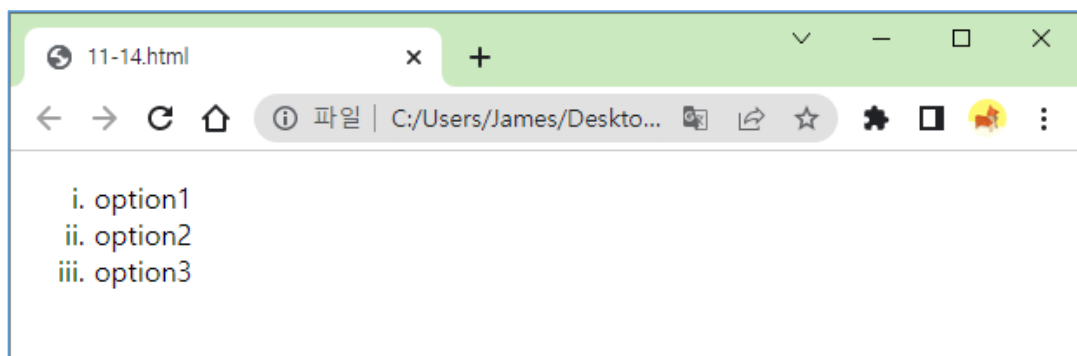 11-14.html
파일 | C:/Users/James/Deskto...
i. option1
ii. option2
iii. option3